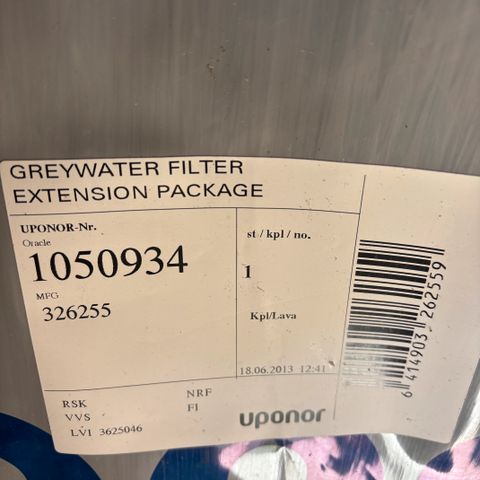 GREYWATER FILTER
EXTENSION PACKAGE
UPONOR-Nr.
Oracle
1050934
MFG
326255
st / kpl / no.
1
Kpl/Lava
18.06.2013 12:41
RSK
VVS
LVI 3625046
NRF
FI
uponor
6 414903 262559